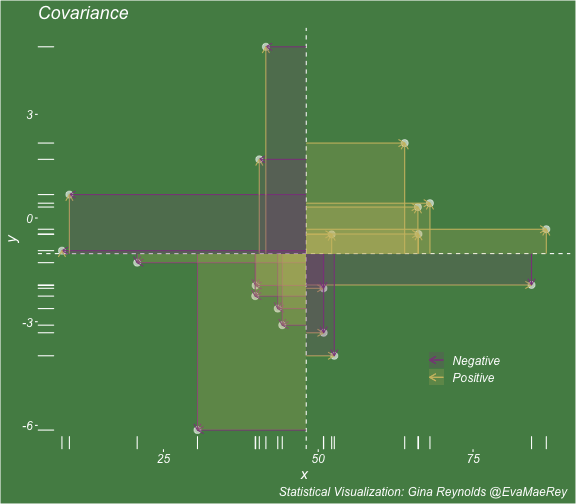 Covariance
y
3
0
-3
-6
Negative
Positive
25
50
75
x
Statistical Visualization: Gina Reynolds @EvaMaeRey